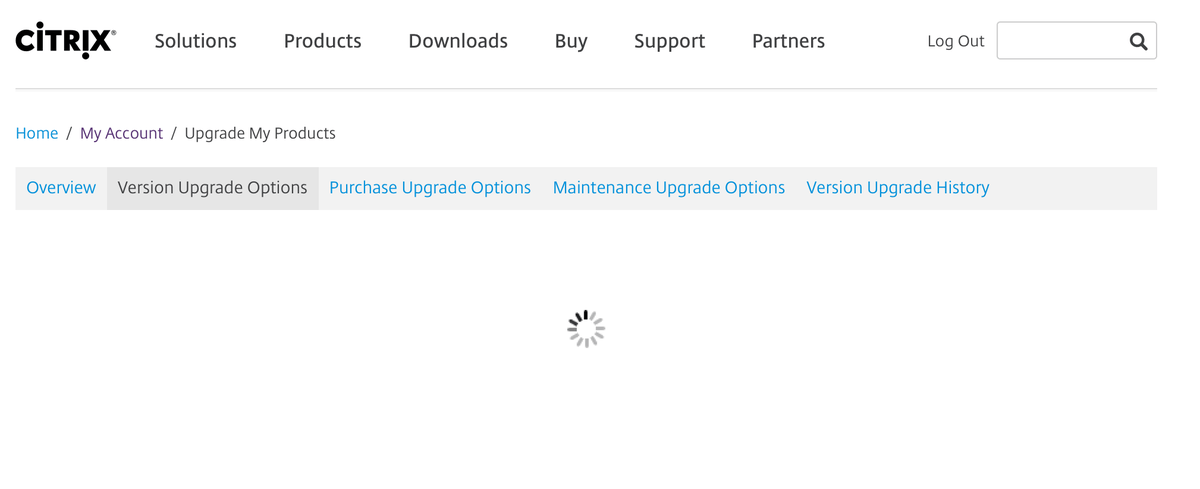 CITRIX® Solutions Products Downloads Buy Support Partners Log Out
Home / My Account / Upgrade My Products
Overview Version Upgrade Options Purchase Upgrade Options Maintenance Upgrade Options Version Upgrade History